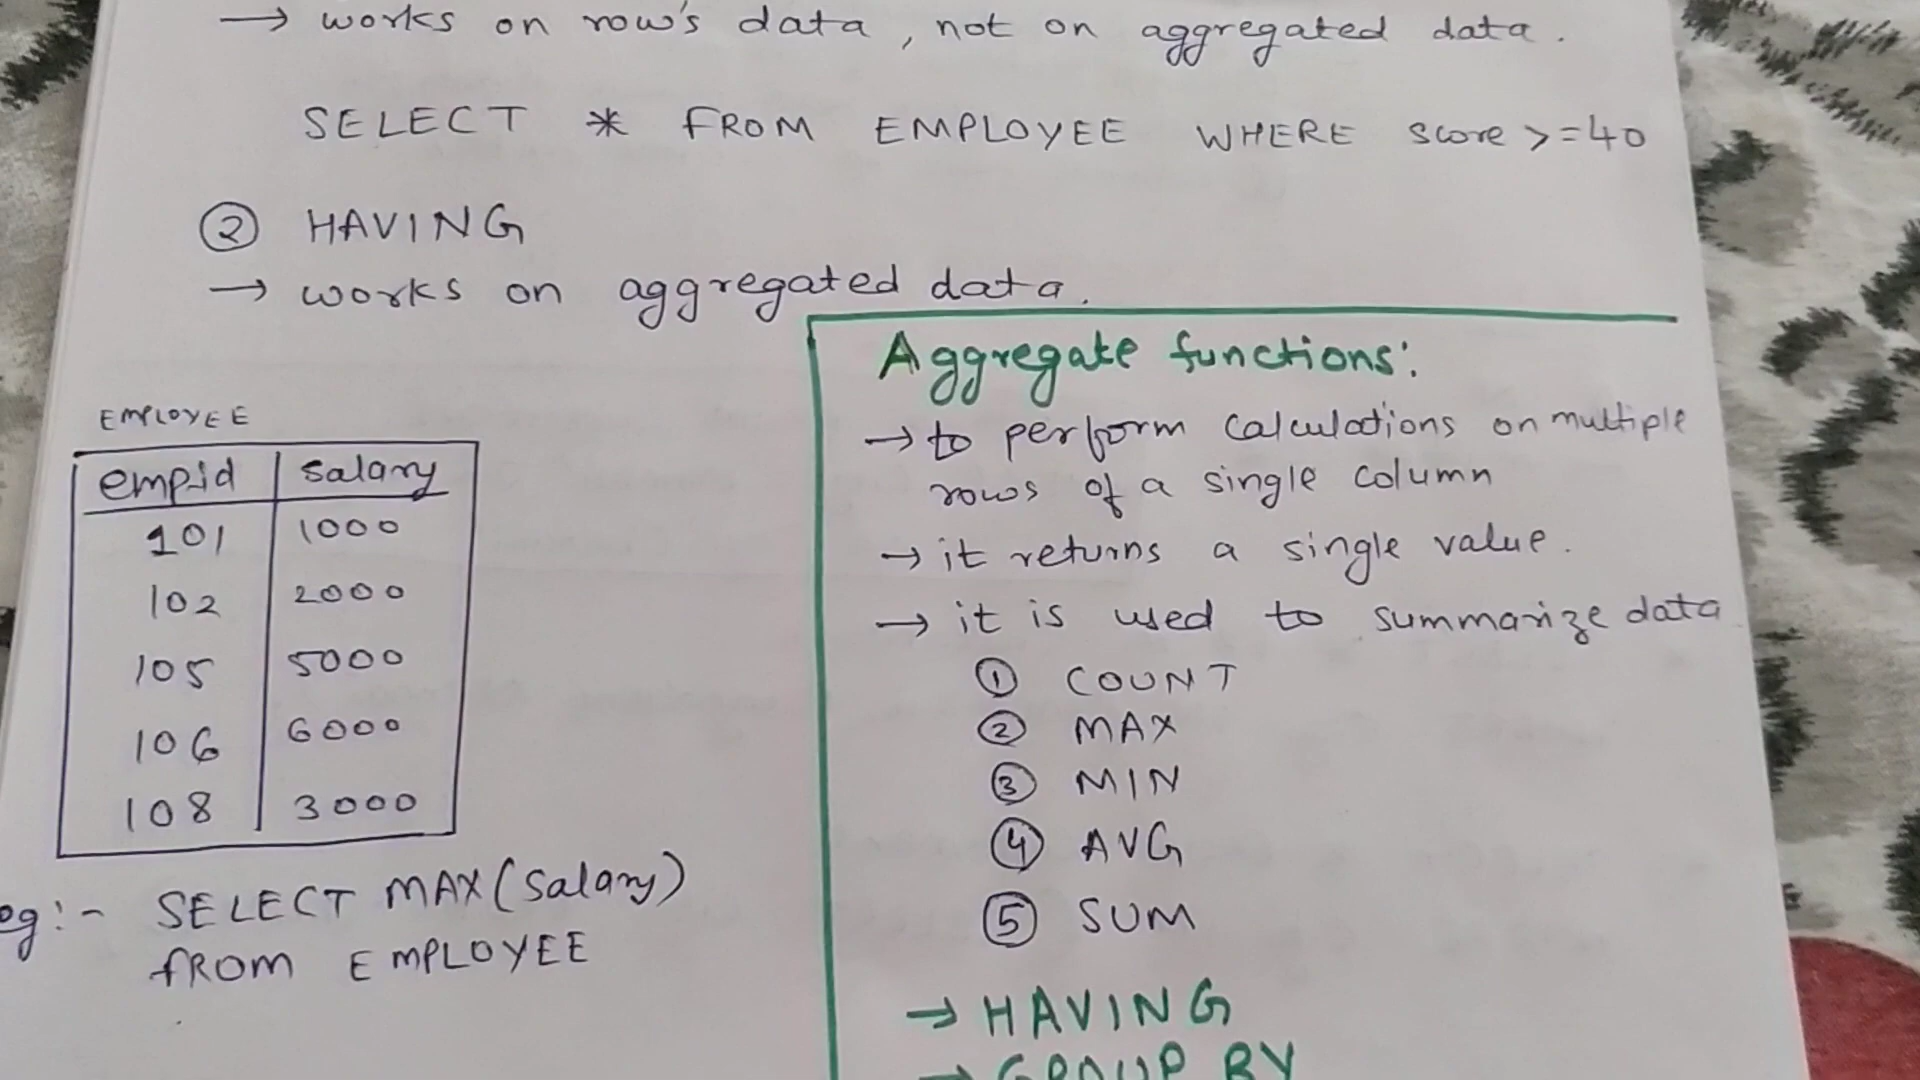 → works on row's data, not on aggregated data.
SELECT * FROM EMPLOYEE WHERE score >=40
② HAVING
→ works on aggregated data.
EMPLOYEE
empid salary
101 1000
102 2000
105 5000
106 6000
108 3000
eg:- SELECT MAX(salary)
FROM EMPLOYEE
Aggregate functions:
→ to perform calculations on multiple
rows of a single column
→ it returns a single value.
→ it is used to summarize data
① COUNT
② MAX
③ MIN
④ AVG
⑤ SUM
→ HAVING
→ GROUP BY